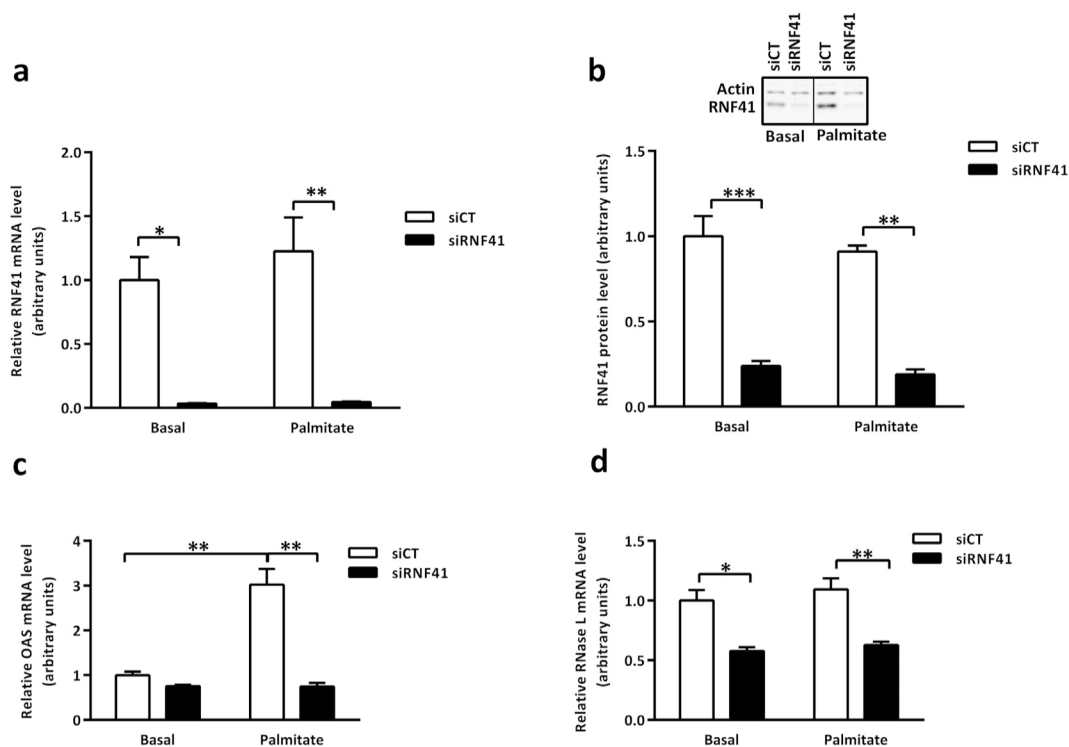 a
Relative RNF41 mRNA level
(arbitrary units)
2.0
1.5
1.0
0.5
0.0
*
**
Basal
Palmitate
siCT
siRNF41
b
siCT
siRNF41
siCT
siRNF41
Actin
RNF41
Basal
Palmitate
RNF41 protein level (arbitrary units)
1.5
1.0
0.5
0.0
***
**
Basal
Palmitate
siCT
siRNF41
c
Relative OAS mRNA level
(arbitrary units)
4
3
4
1
0
**
**
Basal
Palmitate
siCT
siRNF41
d
Relative RNase L mRNA level
(arbitrary units)
1.5
1.0
0.5
0.0
*
**
Basal
Palmitate
siCT
siRNF41